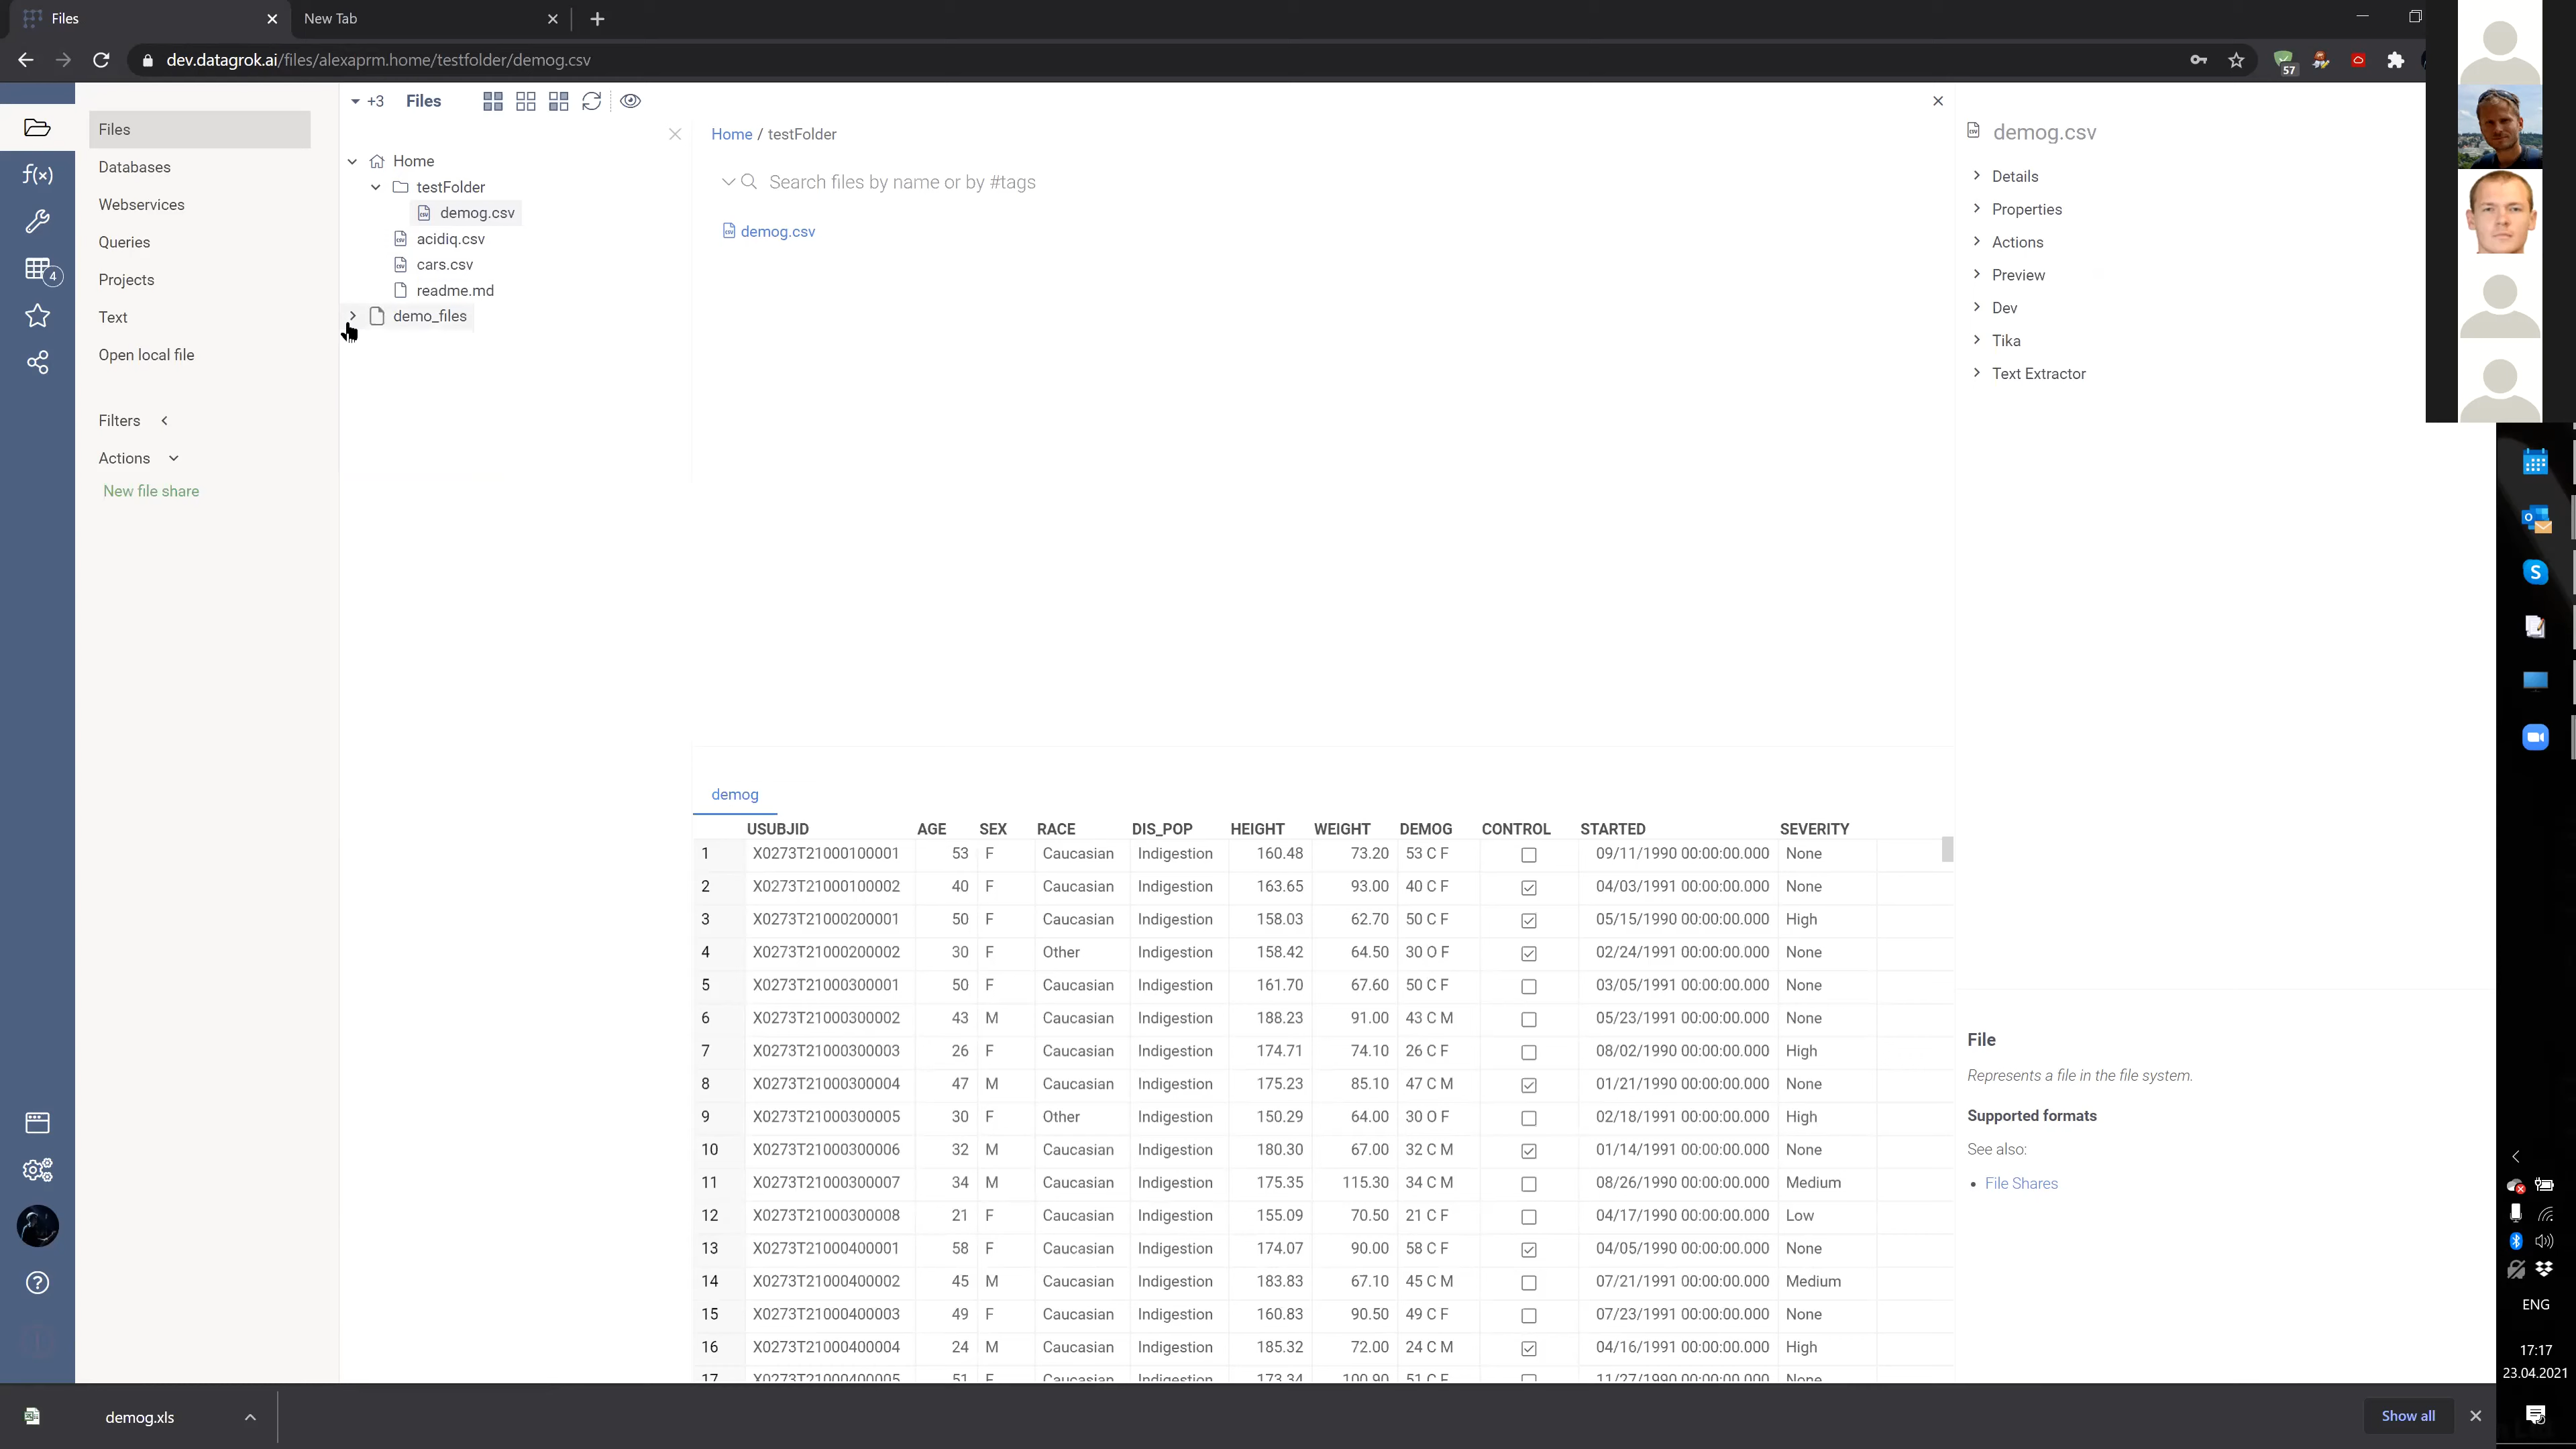 Files
New Tab
dev.datagrok.ai/files/alexaprm.home/testfolder/demog.csv
57
Files
Databases
Webservices
Queries
Projects
Text
Open local file
Filters
Actions
New file share
f(x)
4
+3 Files
Home
testFolder
demog.csv
acidiq.csv
cars.csv
readme.md
demo_files
Home / testFolder
Search files by name or by #tags
demog.csv
demog.csv
Details
Properties
Actions
Preview
Dev
Tika
Text Extractor
demog
USUBJID AGE SEX RACE DIS_POP HEIGHT WEIGHT DEMOG CONTROL STARTED SEVERITY
1 X0273T21000100001 53 F Caucasian Indigestion 160.48 73.20 53 C F 09/11/1990 00:00:00.000 None
2 X0273T21000100002 40 F Caucasian Indigestion 163.65 93.00 40 C F 04/03/1991 00:00:00.000 None
3 X0273T21000200001 50 F Caucasian Indigestion 158.03 62.70 50 C F 05/15/1990 00:00:00.000 High
4 X0273T21000200002 30 F Other Indigestion 158.42 64.50 30 O F 02/24/1991 00:00:00.000 None
5 X0273T21000300001 50 F Caucasian Indigestion 161.70 67.60 50 C F 03/05/1991 00:00:00.000 None
6 X0273T21000300002 43 M Caucasian Indigestion 188.23 91.00 43 C M 05/23/1991 00:00:00.000 None
7 X0273T21000300003 26 F Caucasian Indigestion 174.71 74.10 26 C F 08/02/1990 00:00:00.000 High
8 X0273T21000300004 47 M Caucasian Indigestion 175.23 85.10 47 C M 01/21/1990 00:00:00.000 None
9 X0273T21000300005 30 F Other Indigestion 150.29 64.00 30 O F 02/18/1991 00:00:00.000 High
10 X0273T21000300006 32 M Caucasian Indigestion 180.30 67.00 32 C M 01/14/1991 00:00:00.000 None
11 X0273T21000300007 34 M Caucasian Indigestion 175.35 115.30 34 C M 08/26/1990 00:00:00.000 Medium
12 X0273T21000300008 21 F Caucasian Indigestion 155.09 70.50 21 C F 04/17/1990 00:00:00.000 Low
13 X0273T21000400001 58 F Caucasian Indigestion 174.07 90.00 58 C F 04/05/1990 00:00:00.000 None
14 X0273T21000400002 45 M Caucasian Indigestion 183.83 67.10 45 C M 07/21/1991 00:00:00.000 Medium
15 X0273T21000400003 49 F Caucasian Indigestion 160.83 90.50 49 C F 07/23/1991 00:00:00.000 None
16 X0273T21000400004 24 M Caucasian Indigestion 185.32 72.00 24 C M 04/16/1991 00:00:00.000 High
17 X0273T21000400005 51 F Caucasian Indigestion 173.34 100.90 51 C F 11/27/1990 00:00:00.000 None
File
Represents a file in the file system.
Supported formats
See also:
File Shares
ENG
17:17
23.04.2021
demog.xls
Show all